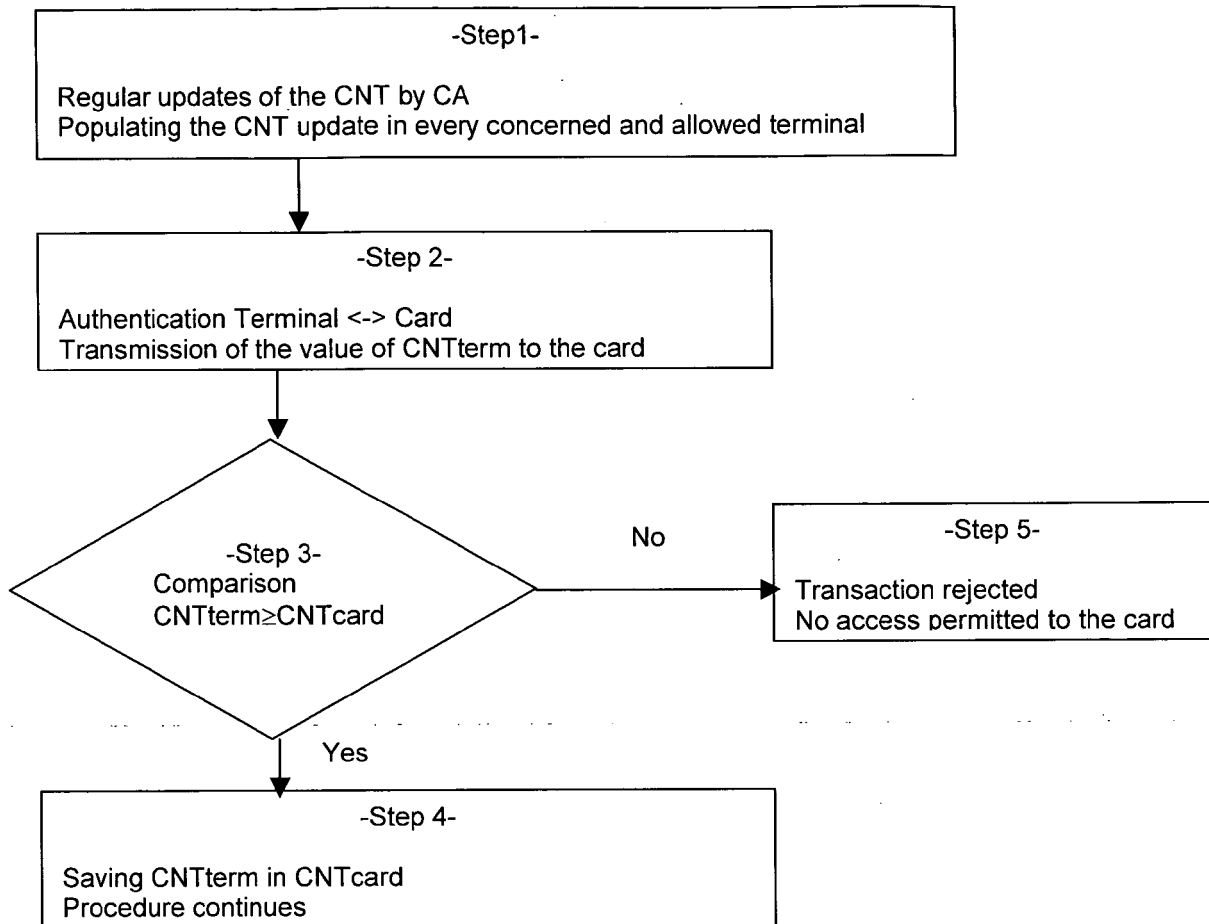 -Step1-
Regular updates of the CNT by CA
Populating the CNT update in every concerned and allowed terminal
-Step 2-
Authentication Terminal <-> Card
Transmission of the value of CNTterm to the card
-Step 3-
Comparison
CNTterm≥CNTcard
No
-Step 5-
Transaction rejected
No access permitted to the card
Yes
-Step 4-
Saving CNTterm in CNTcard
Procedure continues